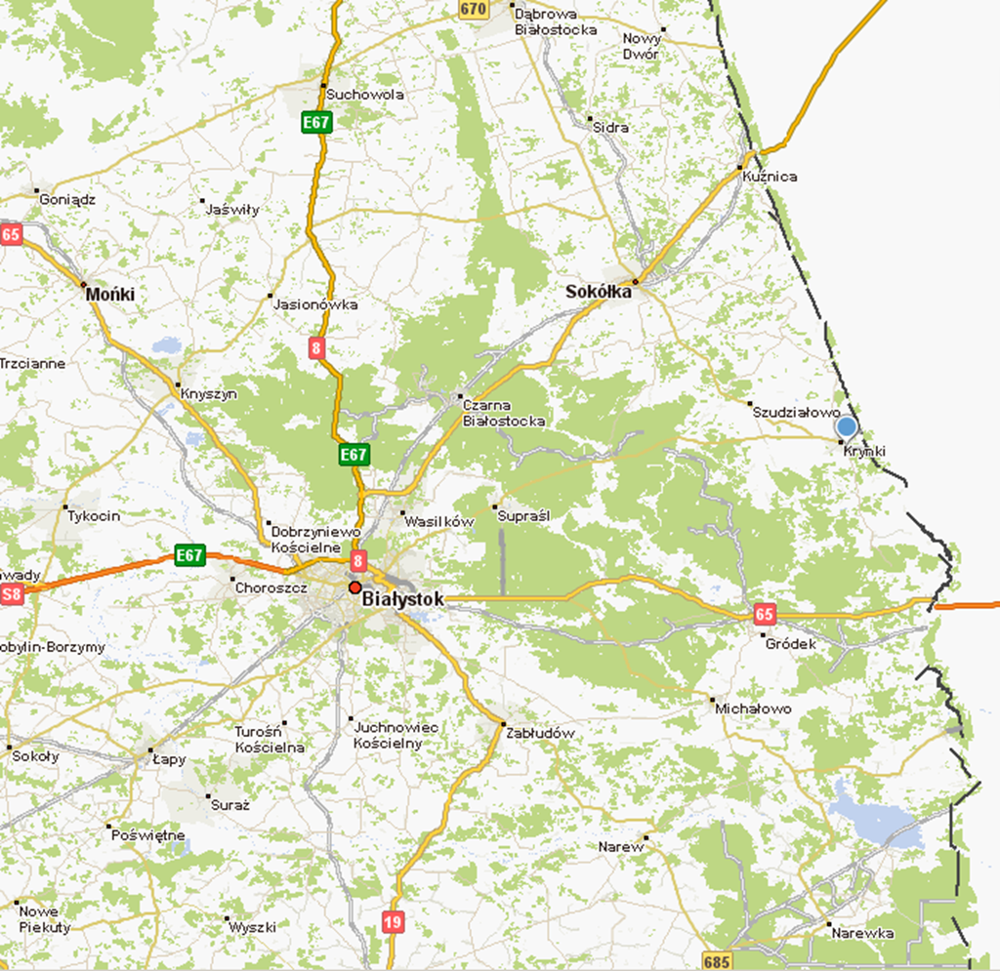 670
Dąbrowa
Białostocka
Nowy
Dwór
Suchowola
E67
Sidra
Kuźnica
Goniądz
Jaświły
65
Mońki
Sokółka
Jasionówka
8
Trzcianne
Knyszyn
Czarna
Białostocka
Szudziałowo
Krynki
E67
Tykocin
Wasilków
Supraśl
Dobrzyniewo
Kościelne
E67
8
awady
S8
Choroszcz
Białystok
65
obylin-Borzymy
Gródek
Michałowo
Turośń
Kościelna
Juchnowiec
Kościelny
Zabłudów
Sokoły
Łapy
Suraż
Poświętne
Narew
Nowe
Piekuty
Wyszki
19
Narewka
685